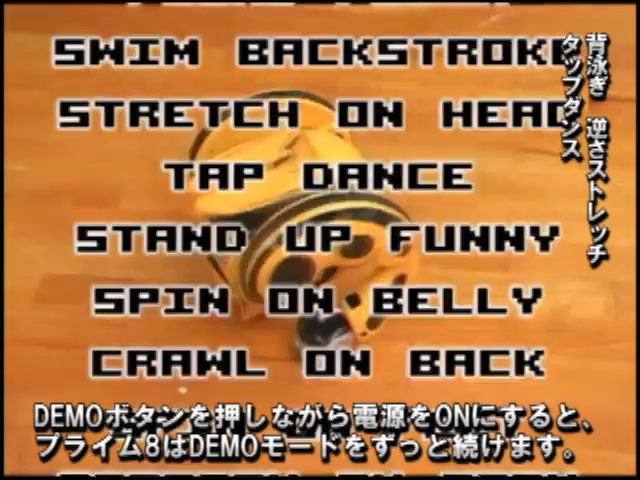 SWIM BACKSTROKE
STRETCH ON HEAD
TAP DANCE
STAND UP FUNNY
SPIN ON BELLY
CRAWL ON BACK
背泳ぎ 逆さストレッチ
タップダンス
DEMOボタンを押しながら電源をONにすると、
プライム8はDEMOモードをずっと続けます。